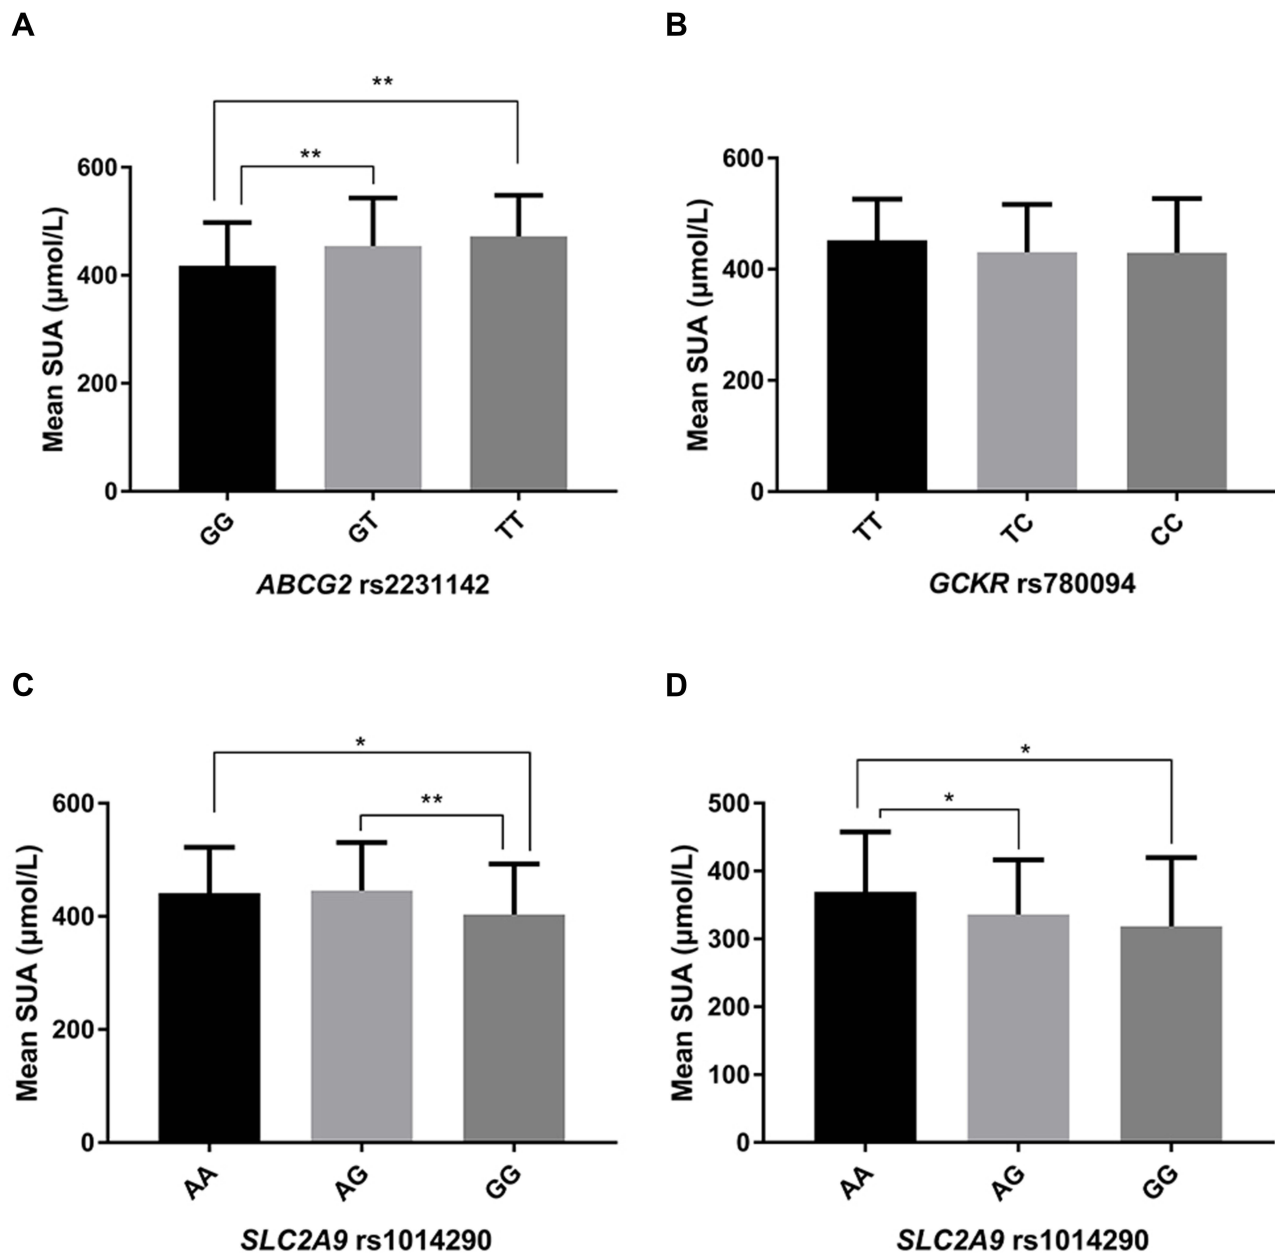 A
**
**
600
400
200
0
Mean SUA (µmol/L)
GG
GT
TT
ABCG2 rs2231142
B
600
400
200
0
Mean SUA (µmol/L)
TT
TC
CC
GCKR rs780094
C
*
**
600
400
200
0
Mean SUA (µmol/L)
AA
AG
GG
SLC2A9 rs1014290
D
*
*
500
400
300
200
100
0
Mean SUA (µmol/L)
AA
AG
GG
SLC2A9 rs1014290